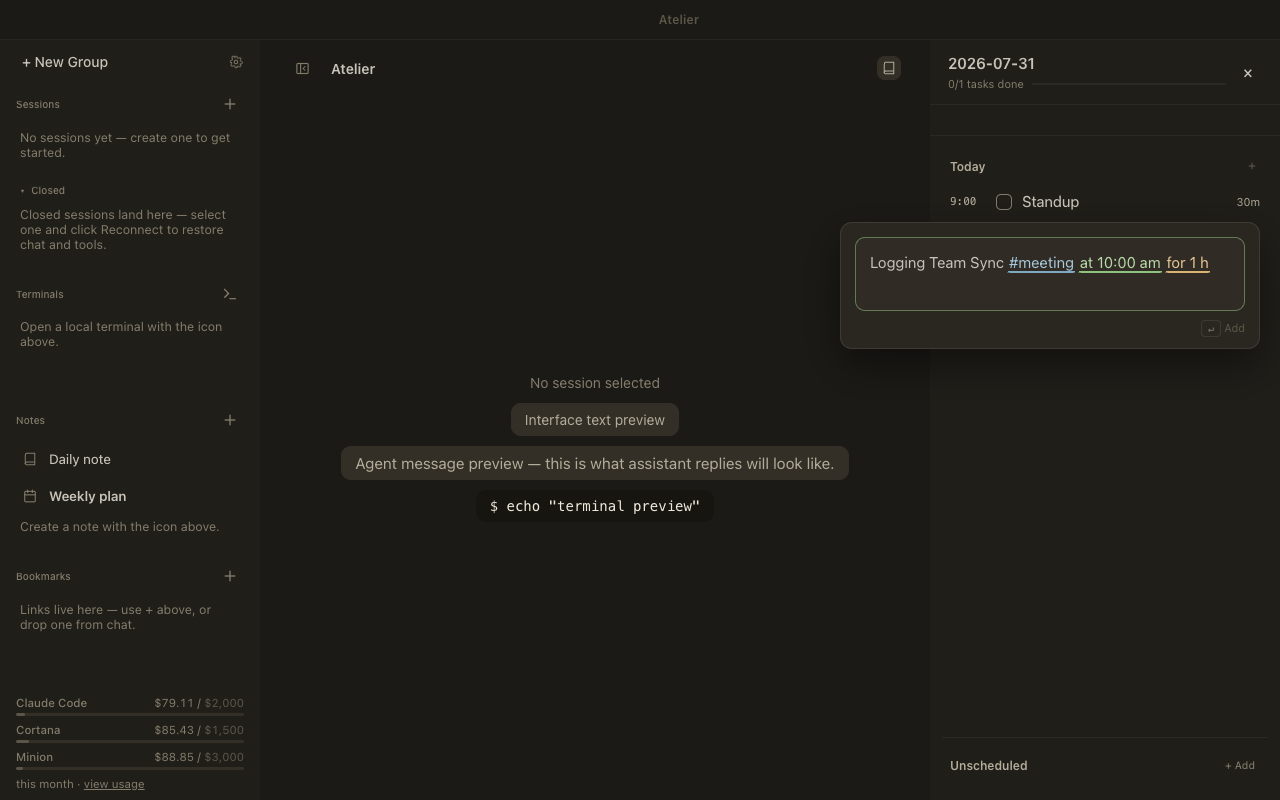 Atelier
+ New Group
Sessions
No sessions yet — create one to get
started.
Closed
Closed sessions land here — select
one and click Reconnect to restore
chat and tools.
Terminals
Open a local terminal with the icon
above.
Notes
Daily note
Weekly plan
Create a note with the icon above.
Bookmarks
Links live here — use + above, or
drop one from chat.
Claude Code $79.11 / $2,000
Cortana $85.43 / $1,500
Minion $88.85 / $3,000
this month · view usage
Atelier
No session selected
Interface text preview
Agent message preview — this is what assistant replies will look like.
$ echo "terminal preview"
2026-07-31
0/1 tasks done
Today
9:00 Standup 30m
Logging Team Sync #meeting at 10:00 am for 1 h
↵ Add
Unscheduled + Add